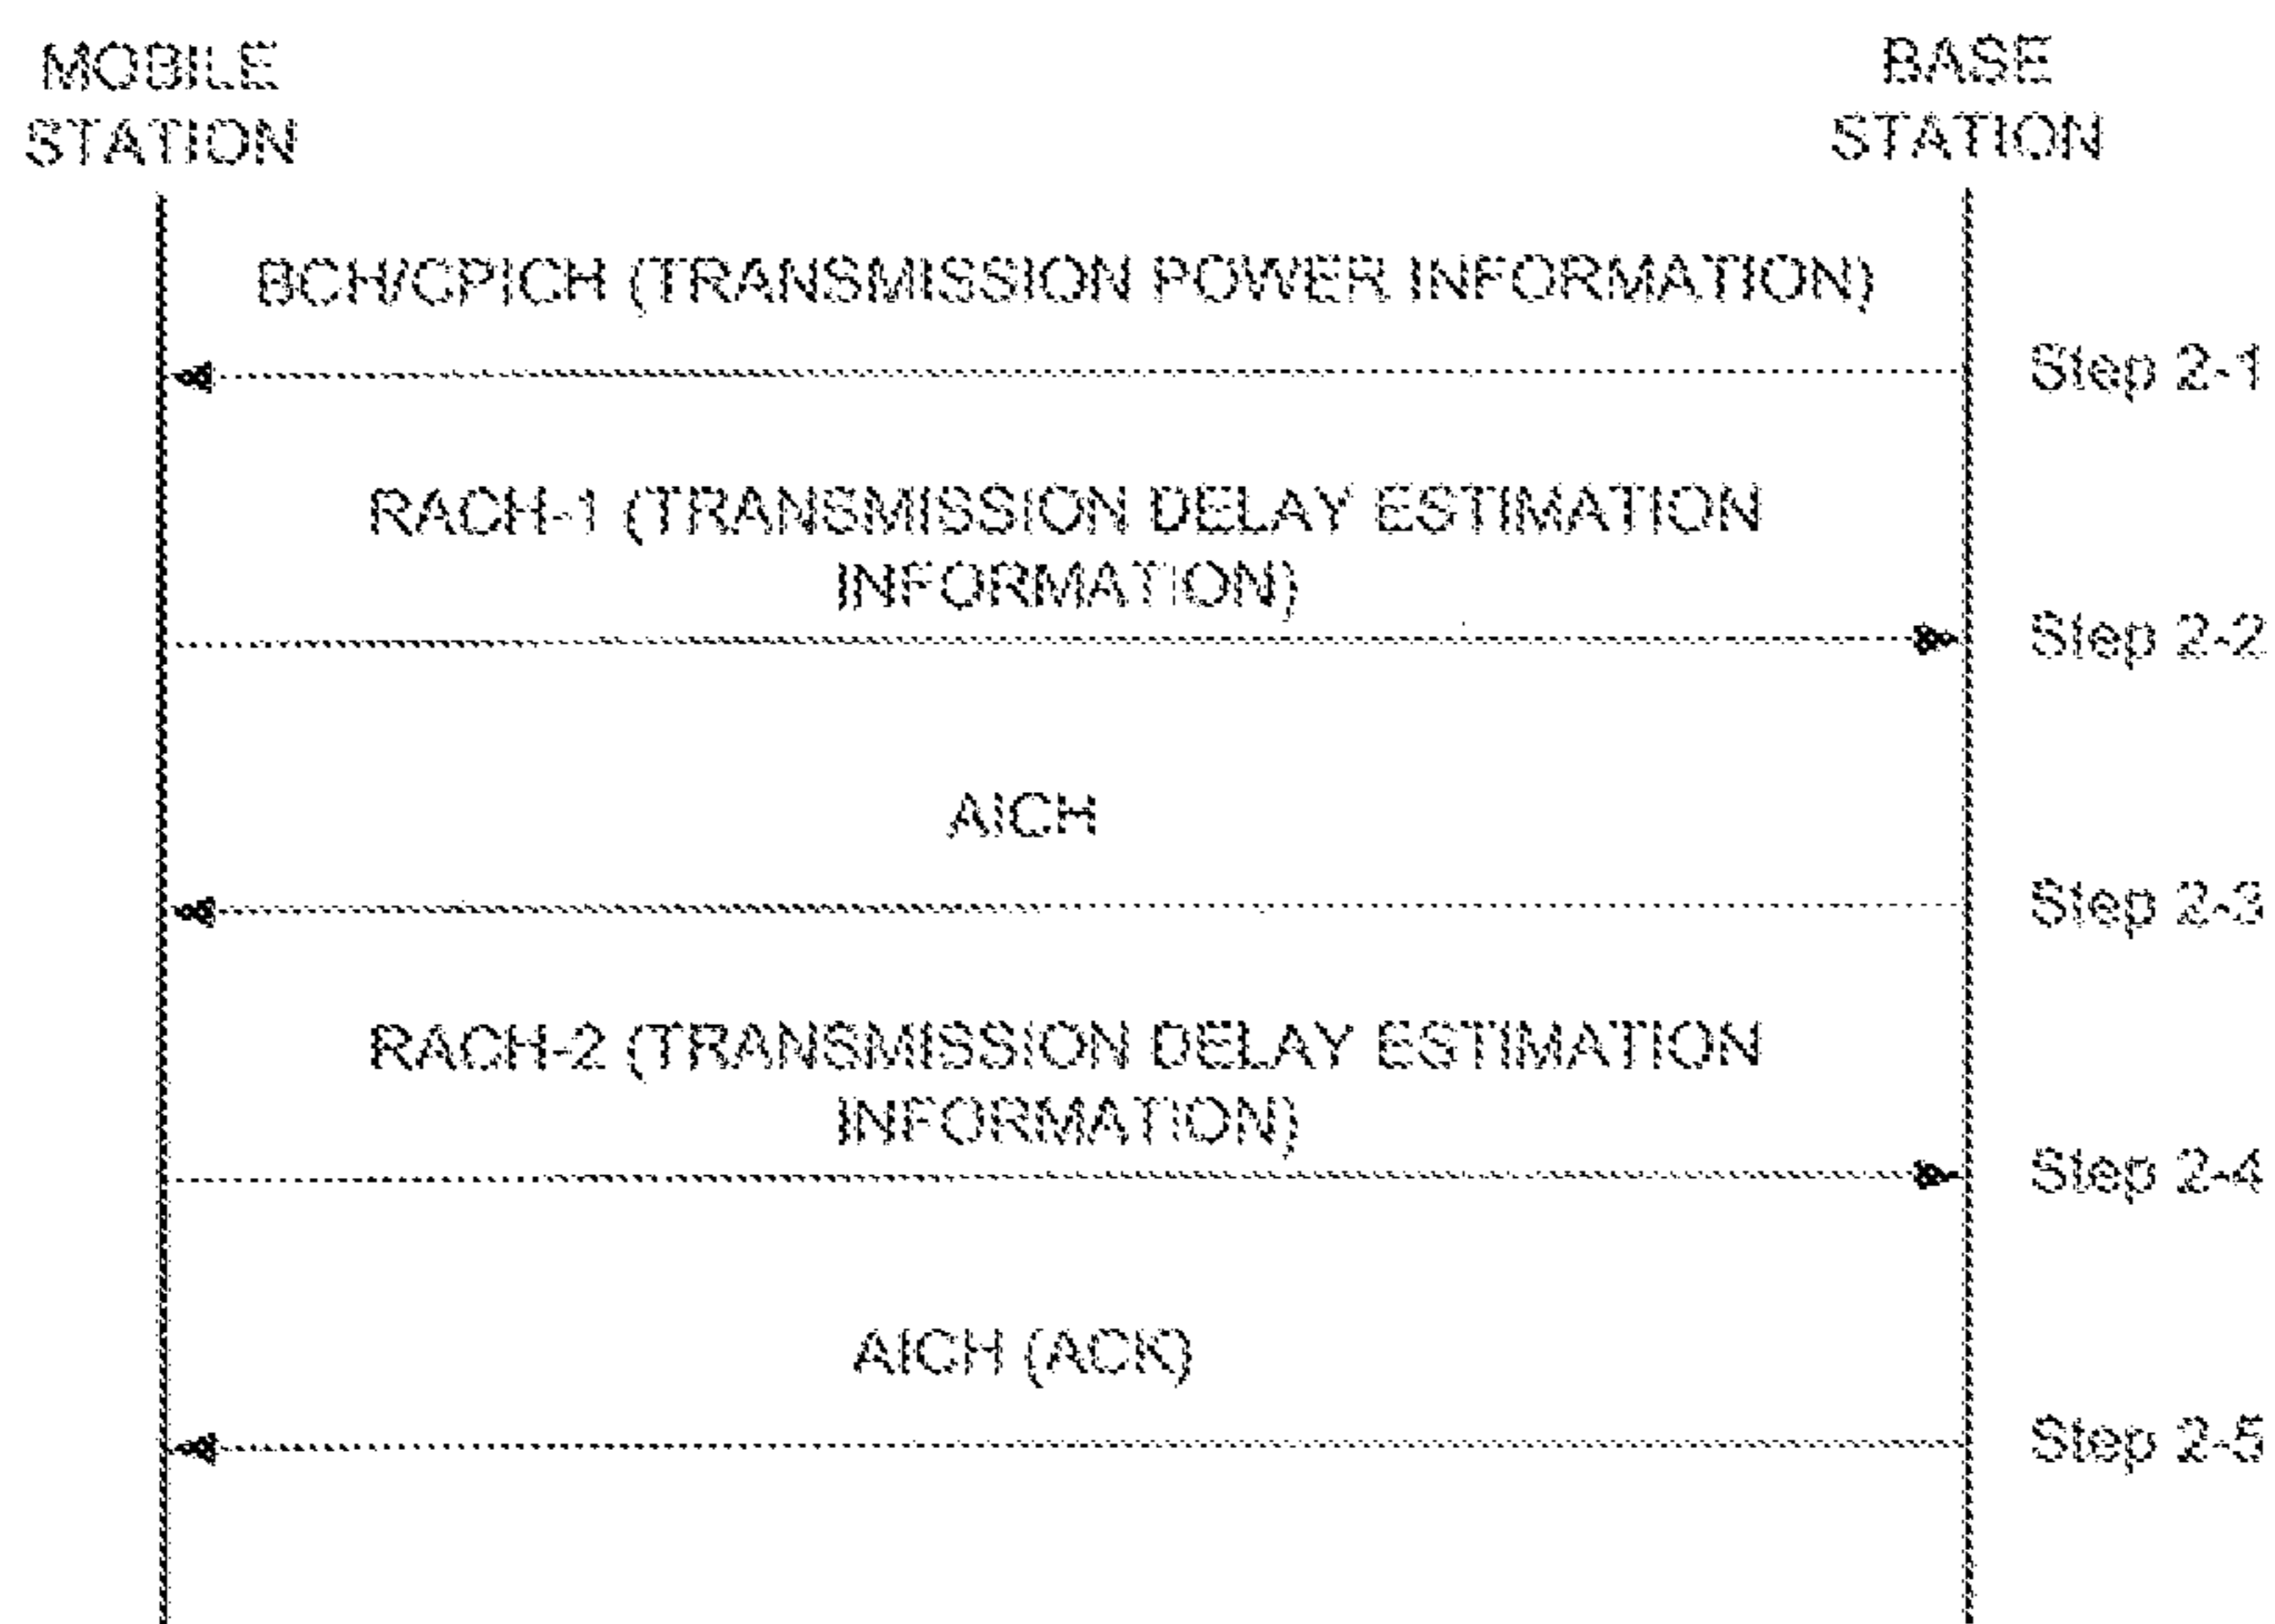 MOBILE
STATION
BASE
STATION
BCH/CPICH (TRANSMISSION POWER INFORMATION)
Step 2-1
RACH-1 (TRANSMISSION DELAY ESTIMATION
INFORMATION)
Step 2-2
AICH
Step 2-3
RACH-2 (TRANSMISSION DELAY ESTIMATION
INFORMATION)
Step 2-4
AICH (ACK)
Step 2-5